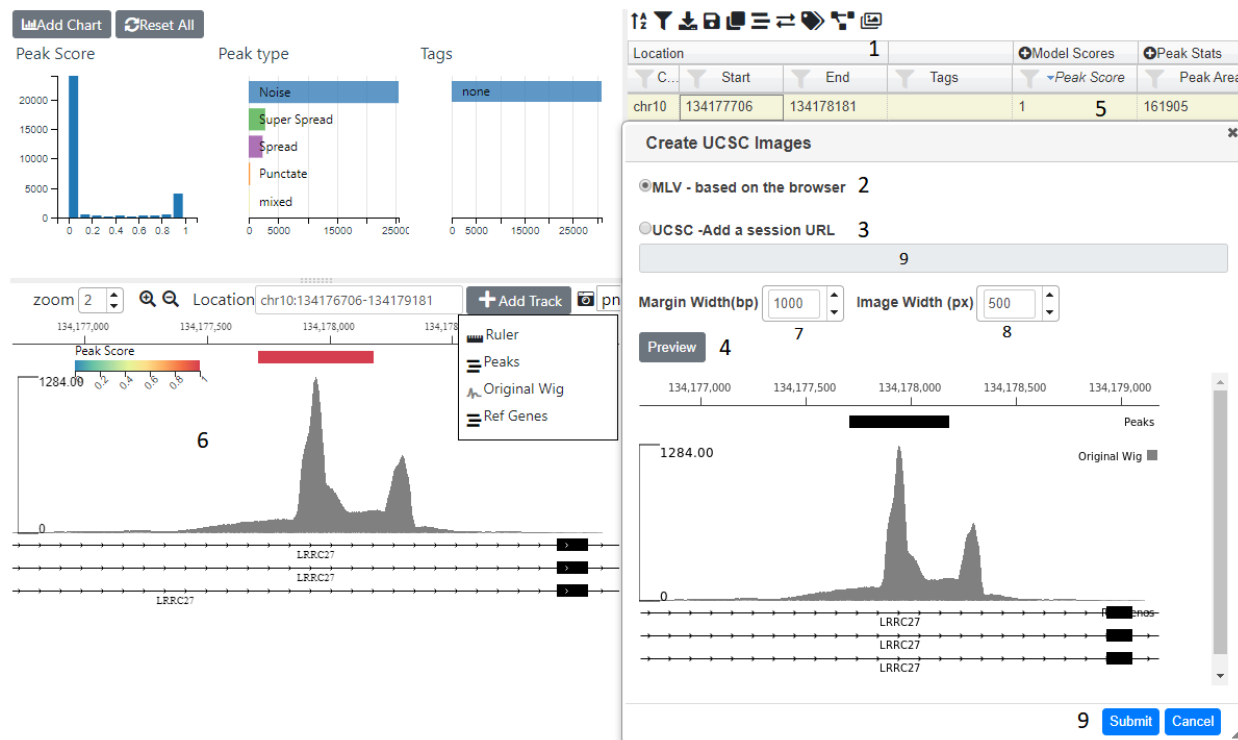 Add Chart Reset All
Peak Score
20000
15000
10000
5000
0
0 0.2 0.4 0.6 0.8 1
Peak type
Noise
Super Spread
Spread
Punctate
mixed
0 5000 15000 25000
Tags
none
0 5000 15000 25000
1
Location Model Scores Peak Stats
C... Start End Tags Peak Score Peak Area
chr10 134177706 134178181 1 5 161905
zoom 2 Location chr10:134176706-134179181 Add Track pn
134,177,000 134,177,500 134,178,000 134,178
Ruler
Peaks
Original Wig
Ref Genes
Peak Score
0 0.2 0.4 0.6 0.8 1
1284.00
6
0
LRRC27
LRRC27
LRRC27
Create UCSC Images
MLV - based on the browser 2
UCSC -Add a session URL 3
9
Margin Width(bp) 1000 Image Width (px) 500
7 8
Preview 4
134,177,000 134,177,500 134,178,000 134,178,500 134,179,000
Peaks
1284.00
Original Wig
0
LRRC27
LRRC27
LRRC27
9 Submit Cancel